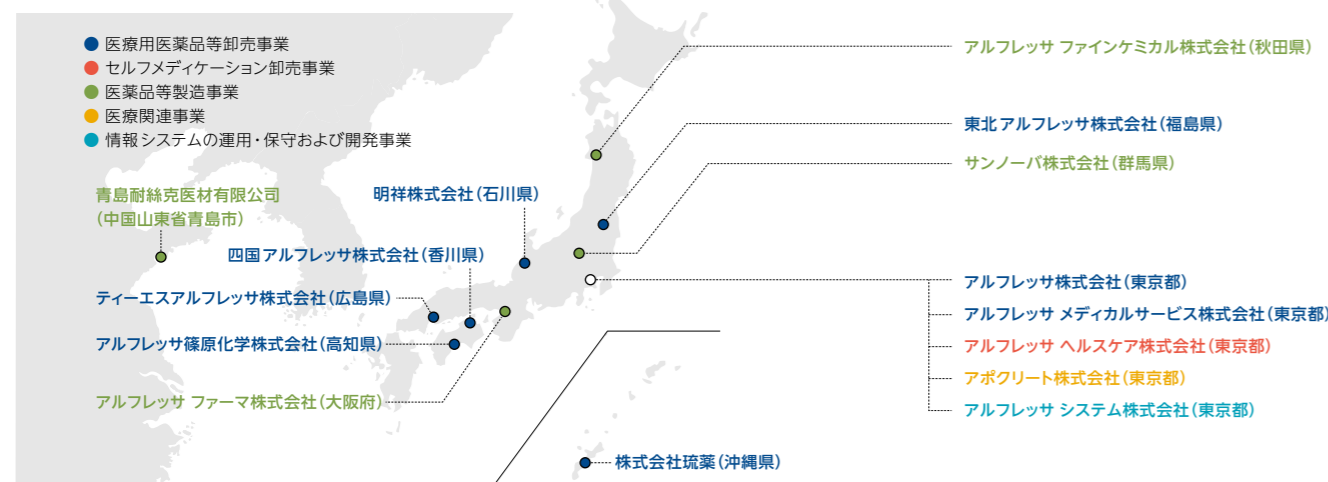 医療用医薬品等卸売事業
セルフメディケーション卸売事業
医薬品等製造事業
医療関連事業
情報システムの運用・保守および開発事業
アルフレッサ ファインケミカル株式会社(秋田県)
東北アルフレッサ株式会社(福島県)
サンノーバ株式会社(群馬県)
青島耐絲克医材有限公司
(中国山東省青島市)
明祥株式会社(石川県)
四国アルフレッサ株式会社(香川県)
ティーエスアルフレッサ株式会社(広島県)
アルフレッサ篠原化学株式会社(高知県)
アルフレッサ ファーマ株式会社(大阪府)
アルフレッサ株式会社(東京都)
アルフレッサ メディカルサービス株式会社(東京都)
アルフレッサ ヘルスケア株式会社(東京都)
アポクリート株式会社(東京都)
アルフレッサ システム株式会社(東京都)
株式会社琉薬(沖縄県)